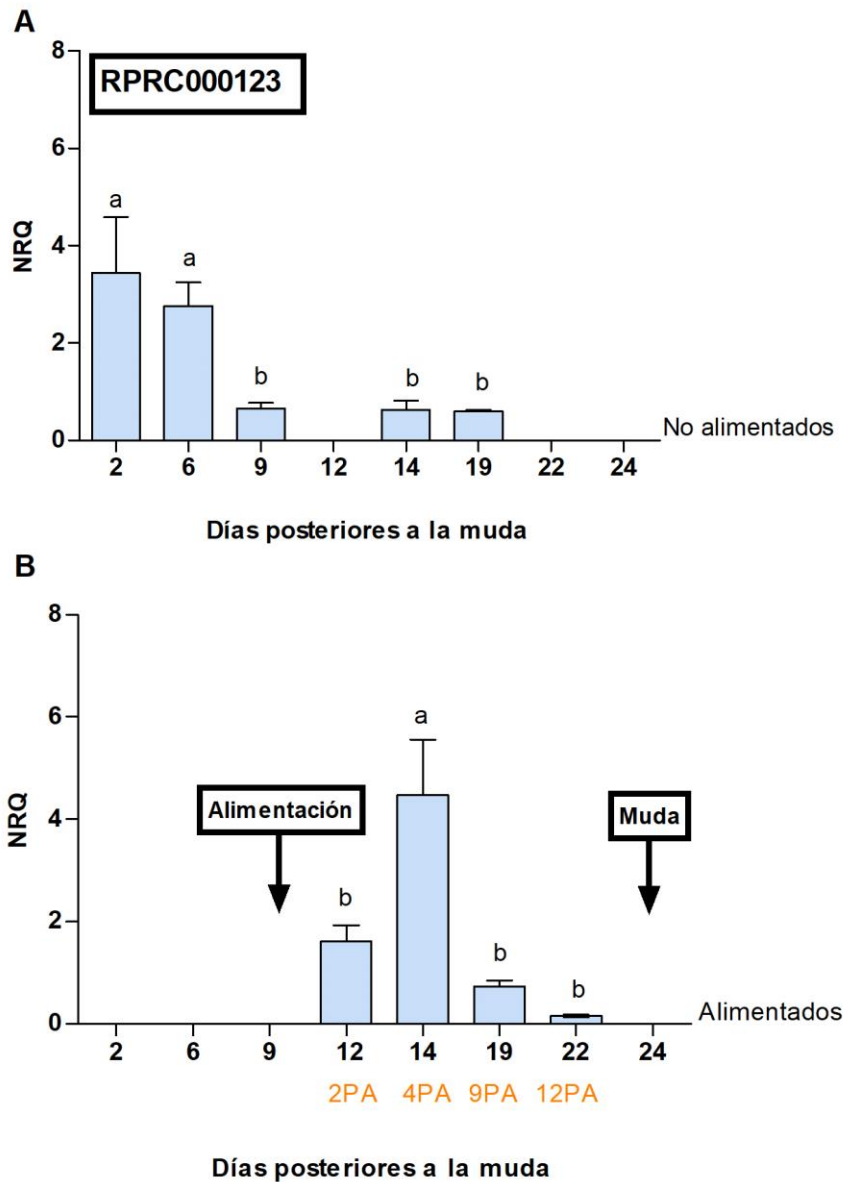 A
8
RPRC000123
6
a
4
a
NRQ
2
b b b
0
No alimentados
2 6 9 12 14 19 22 24
Días posteriores a la muda
B
8
6
a
Alimentación
Muda
4
NRQ
b
2
b
b
0
Alimentados
2 6 9 12 14 19 22 24
2PA 4PA 9PA 12PA
Días posteriores a la muda